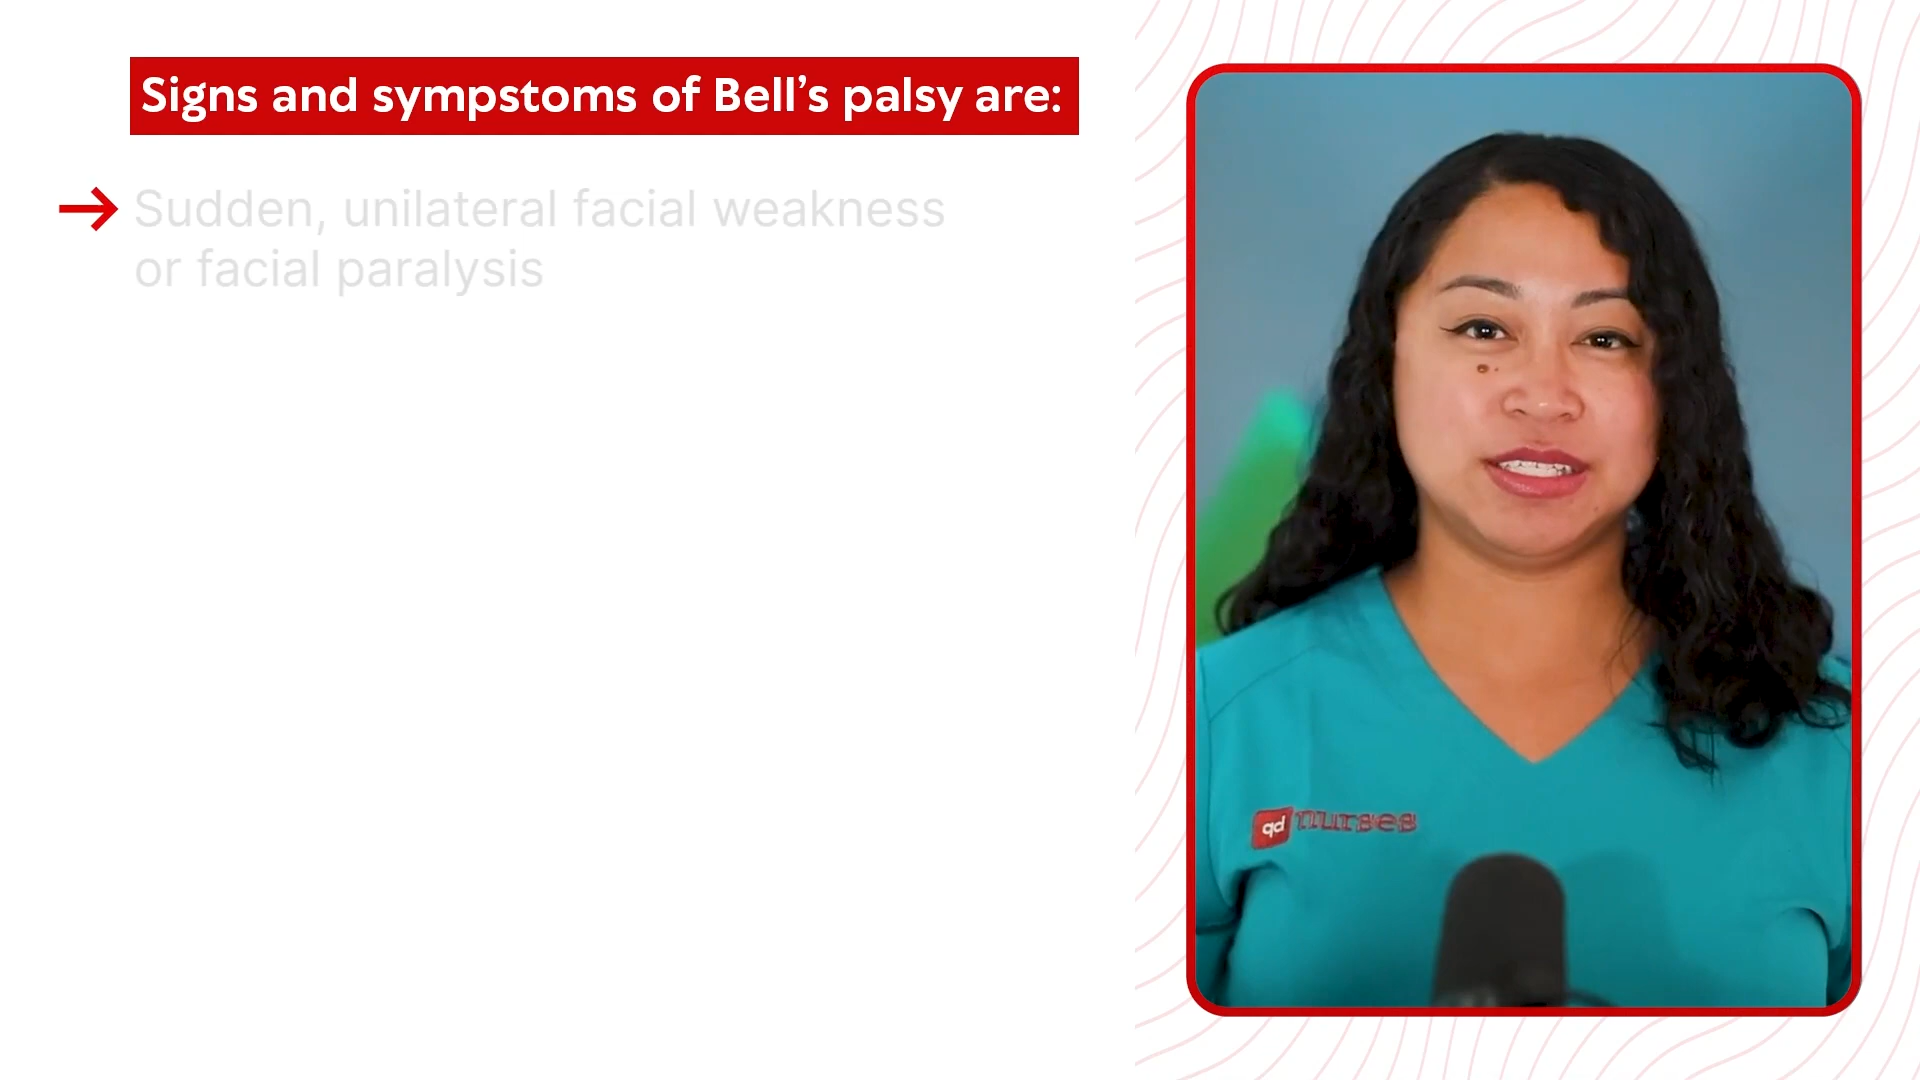 Signs and sympstoms of Bell’s palsy are:
Sudden, unilateral facial weakness
or facial paralysis
qd nurses